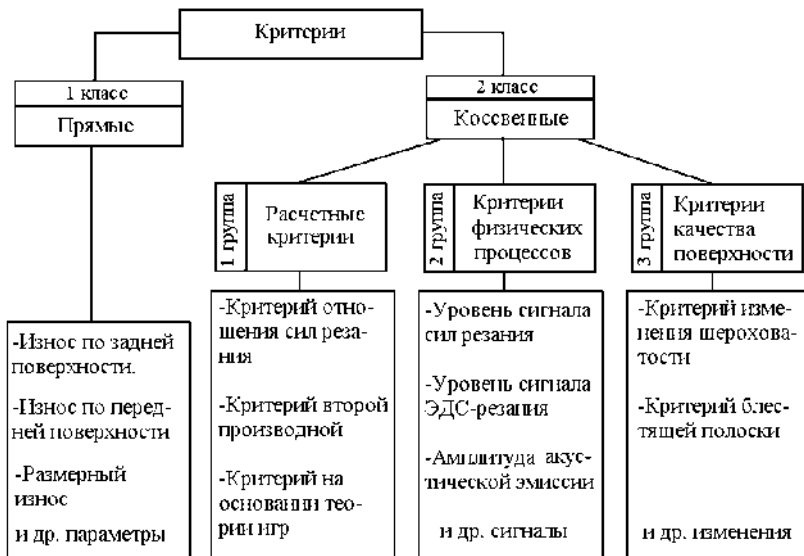 Критерии
1 класс
Прямые
2 класс
Коссвенные
1 группа
Расчетные
критерии
2 группа
Критерии
физических
процессов
3 группа
Критерии
качества
поверхности
-Износ по задней
поверхности.
-Износ по перед-
ней поверхности
-Размерный
износ
и др. параметры
-Критерий отно-
шения сил реза-
ния
-Критерий второй
производной
-Критерий на
основании тео-
рии игр
-Уровень сигнала
сил резания
-Уровень сигнала
ЭДС-резания
-Амплитуда акус-
тической эмиссии
и др. сигналы
-Критерий изме-
нения шерохова-
тости
-Критерий блес-
тящей полоски
и др. изменения